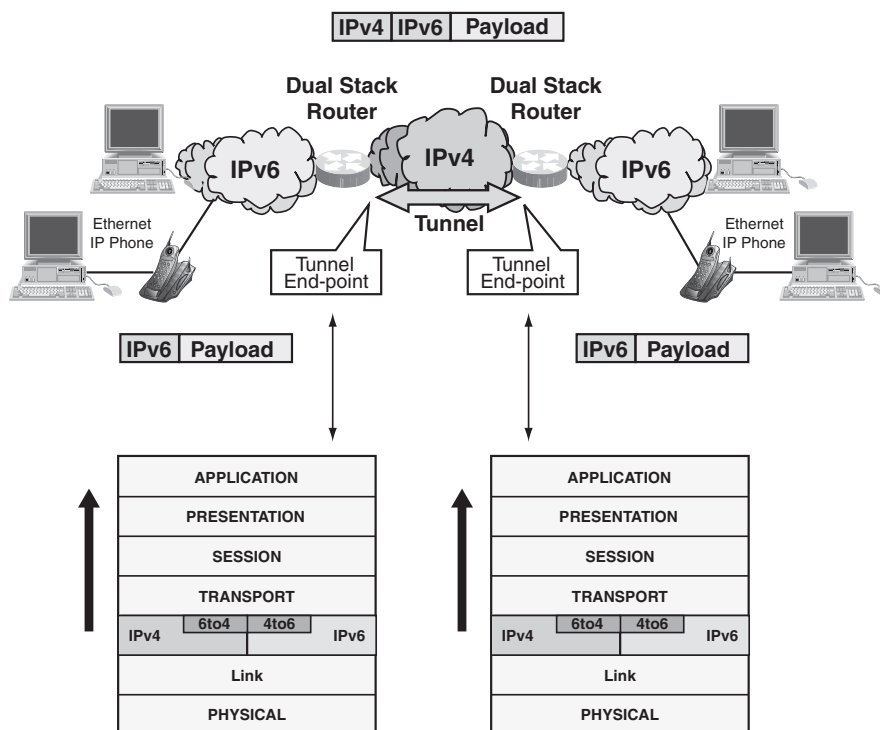 IPv4 IPv6 Payload
Dual Stack
Router
Dual Stack
Router
IPv6
IPv4
IPv6
Tunnel
Ethernet
IP Phone
Ethernet
IP Phone
Tunnel
End-point
Tunnel
End-point
IPv6 Payload
IPv6 Payload
APPLICATION
PRESENTATION
SESSION
TRANSPORT
6to4 4to6
IPv4 IPv6
Link
PHYSICAL
APPLICATION
PRESENTATION
SESSION
TRANSPORT
6to4 4to6
IPv4 IPv6
Link
PHYSICAL